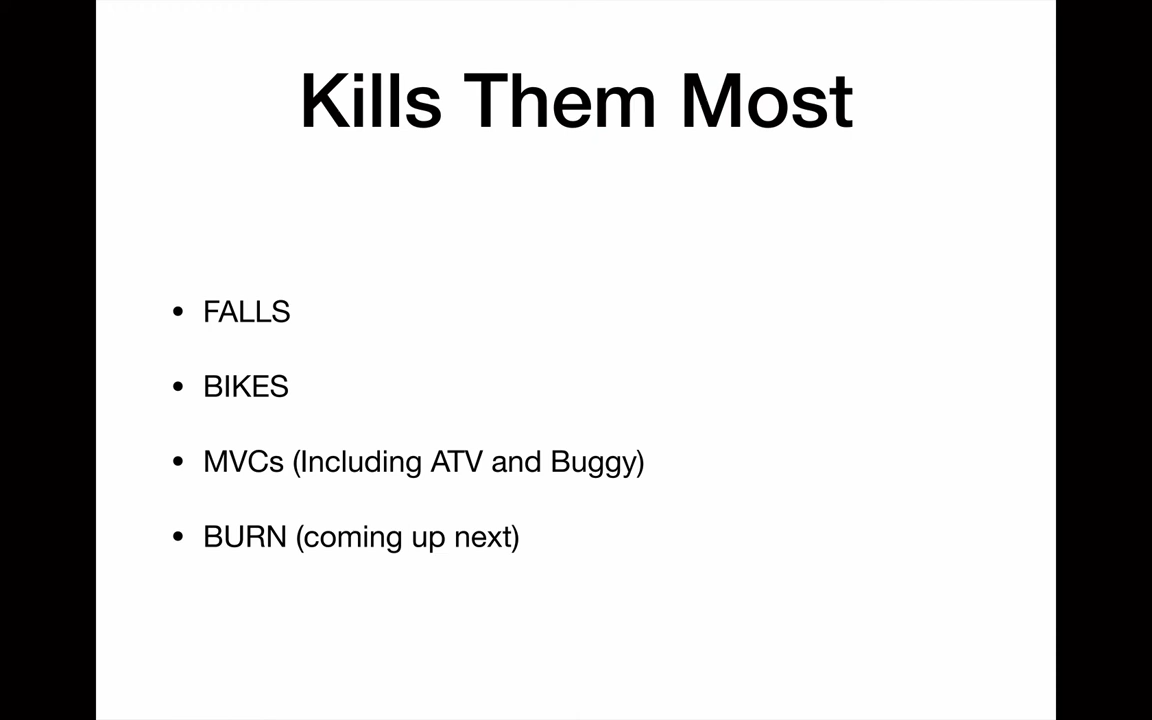 Kills Them Most
• FALLS
• BIKES
• MVCs (Including ATV and Buggy)
• BURN (coming up next)